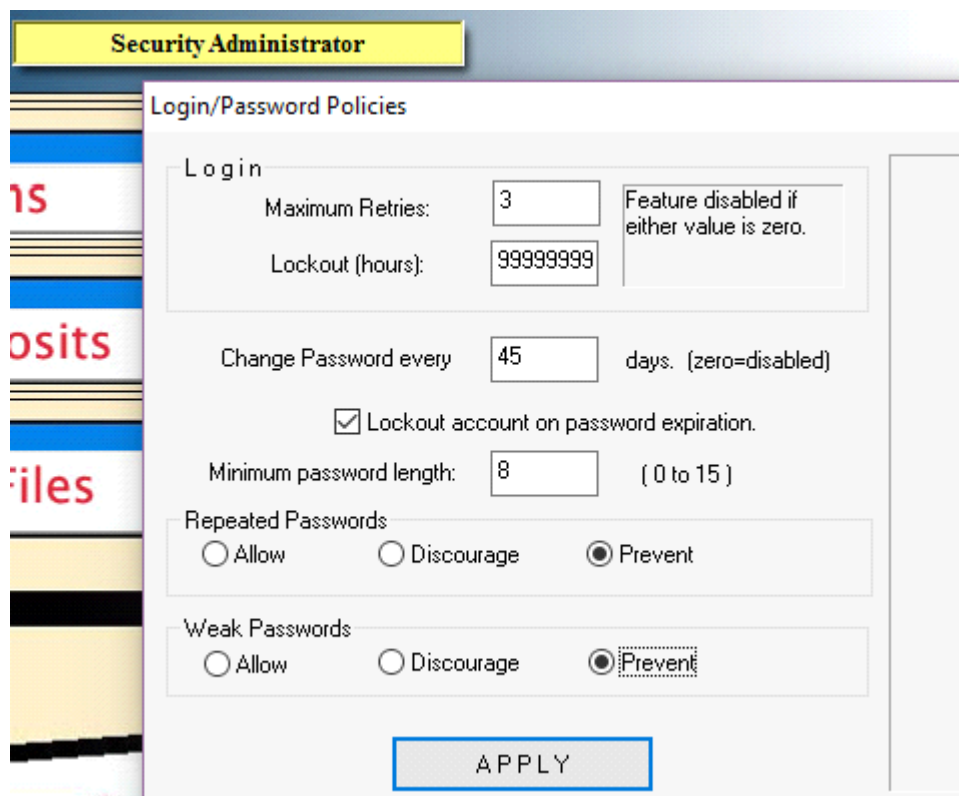 Security Administrator
Login/Password Policies
ns
osits
Files
Login
Maximum Retries: 3
Feature disabled if
either value is zero.
Lockout (hours): 99999999
Change Password every 45 days. (zero=disabled)
Lockout account on password expiration.
Minimum password length: 8 ( 0 to 15 )
Repeated Passwords
Allow Discourage Prevent
Weak Passwords
Allow Discourage Prevent
APPLY